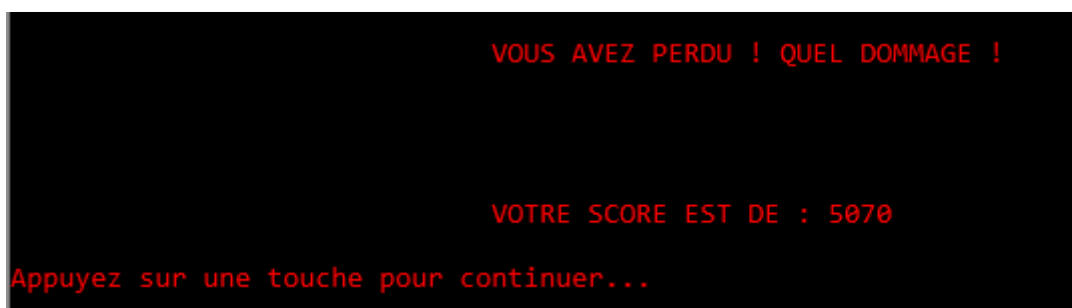 VOUS AVEZ PERDU ! QUEL DOMMAGE !
VOTRE SCORE EST DE : 5070
Appuyez sur une touche pour continuer...